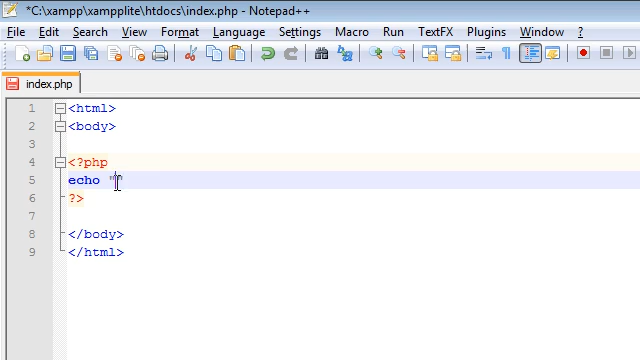 *C:\xampp\xampplite\htdocs\index.php - Notepad++
File Edit Search View Format Language Settings Macro Run TextFX Plugins Window ?
index.php
1 <html>
2 <body>
3
4 <?php
5 echo ""
6 ?>
7
8 </body>
9 </html>